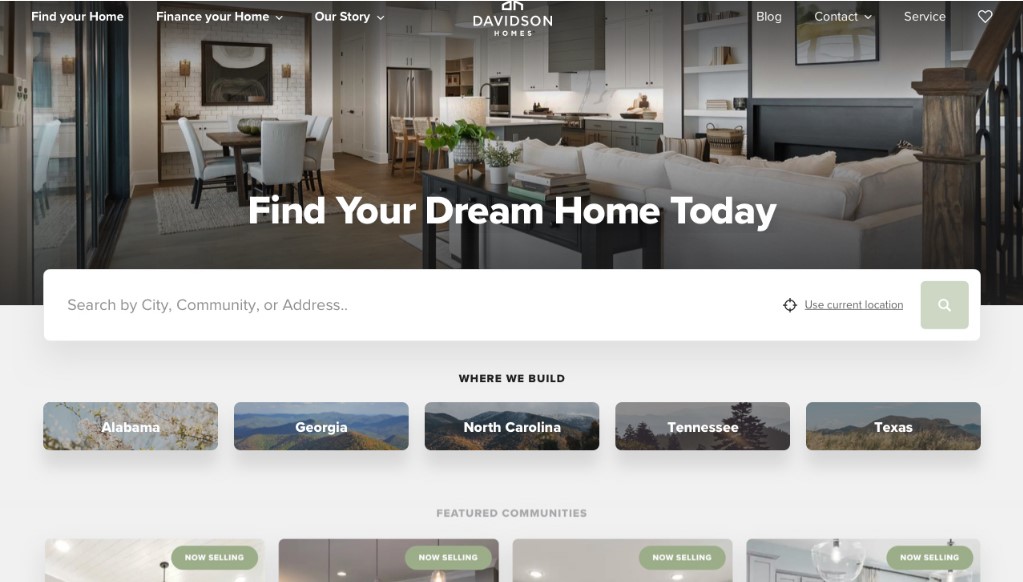 Find your Home Finance your Home Our Story DAVIDSON HOMES Blog Contact Service
Find Your Dream Home Today
Search by City, Community, or Address.. Use current location
WHERE WE BUILD
Alabama Georgia North Carolina Tennessee Texas
FEATURED COMMUNITIES
NOW SELLING NOW SELLING NOW SELLING NOW SELLING